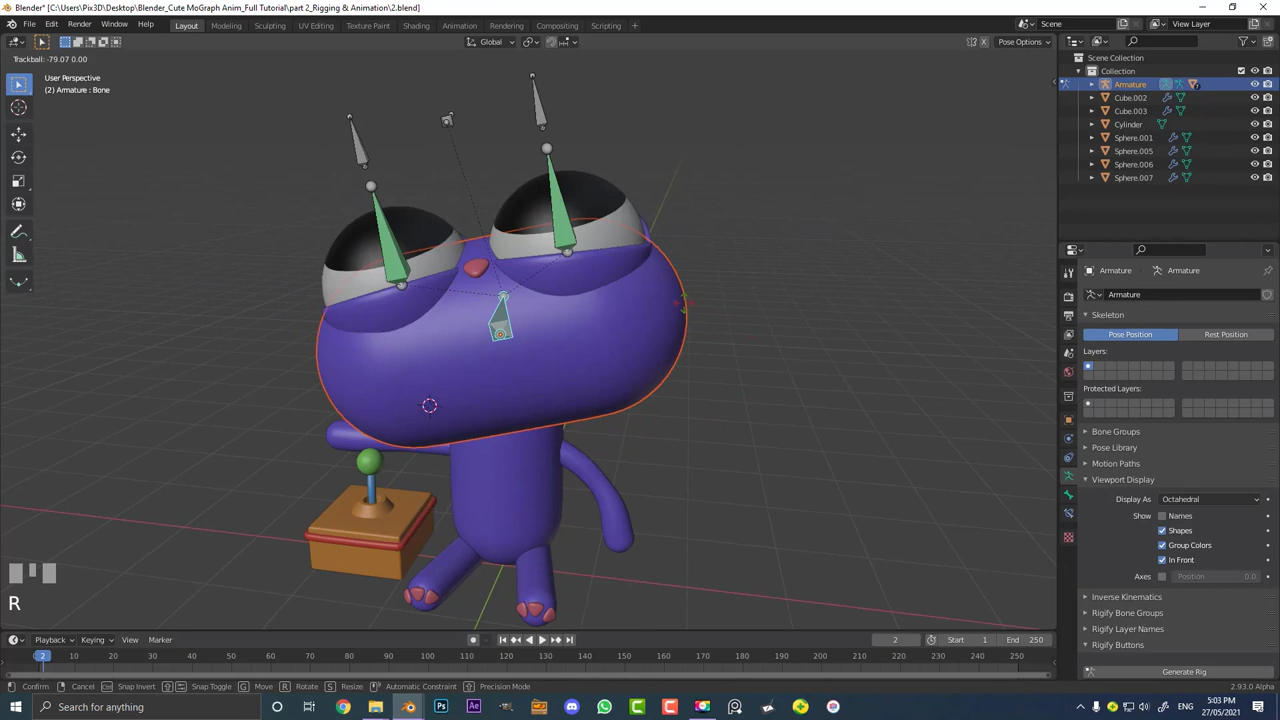 Blender* [C:\Users\Pix3D\Desktop\Blender_Cute MoGraph Anim_Full Tutorial\part 2_Rigging & Animation\2.blend]
File Edit Render Window Help Layout Modeling Sculpting UV Editing Texture Paint Shading Animation Rendering Compositing Scripting + Scene View Layer
Global Pose Options
Trackball: -79.07 0.00
User Perspective
(2) Armature : Bone
Scene Collection
Collection
Armature
Cube.002
Cube.003
Cylinder
Sphere.001
Sphere.005
Sphere.006
Sphere.007
Armature Armature
Armature
Skeleton
Pose Position Rest Position
Layers:
Protected Layers:
Bone Groups
Pose Library
Motion Paths
Viewport Display
Display As Octahedral
Show Names
Shapes
Group Colors
In Front
Axes Position 0.0
Inverse Kinematics
Rigify Bone Groups
Rigify Layer Names
Rigify Buttons
Generate Rig
R
Playback Keying View Marker 2 Start 1 End 250
2 10 20 30 40 50 60 70 80 90 100 110 120 130 140 150 160 170 180 190 200 210 220 230 240 250
Confirm Cancel Snap Invert Snap Toggle G Move R Rotate S Resize Automatic Constraint Precision Mode 2.93.0 Alpha
Search for anything
5:03 PM
27/05/2021